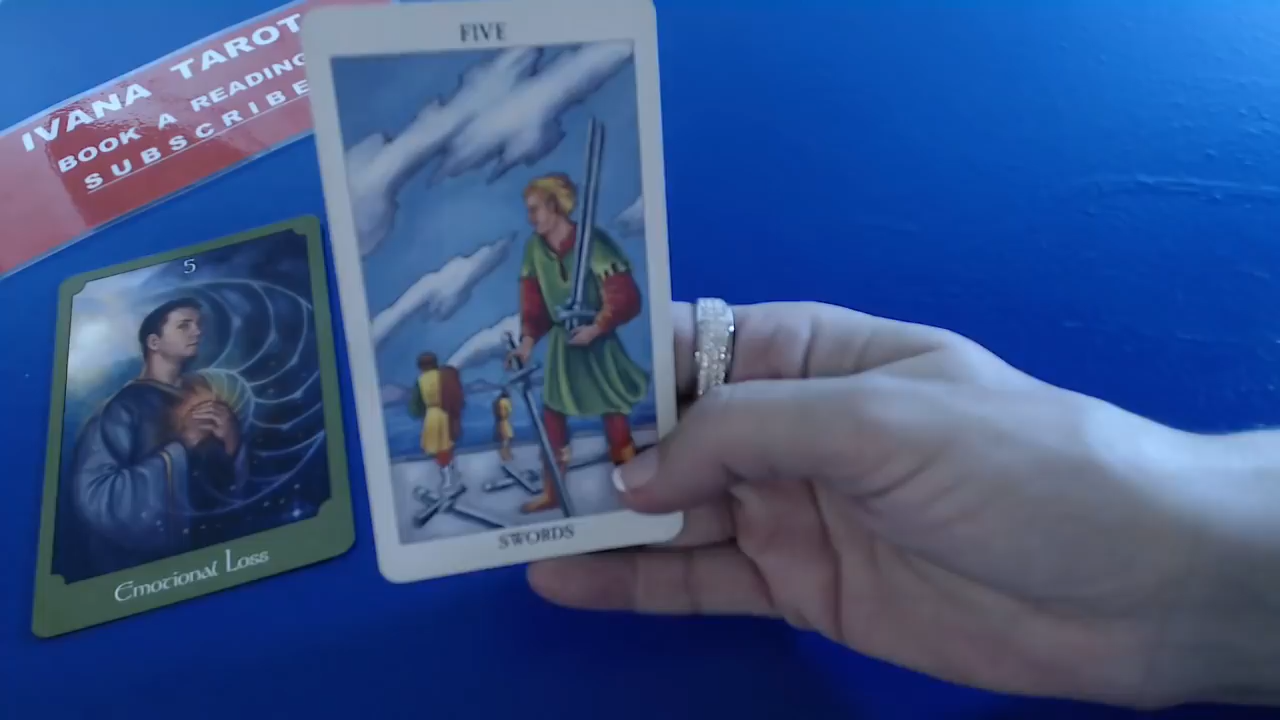 IVANA TAROT
BOOK A READING
SUBSCRIBE
FIVE
SWORDS
5
Emotional Loss